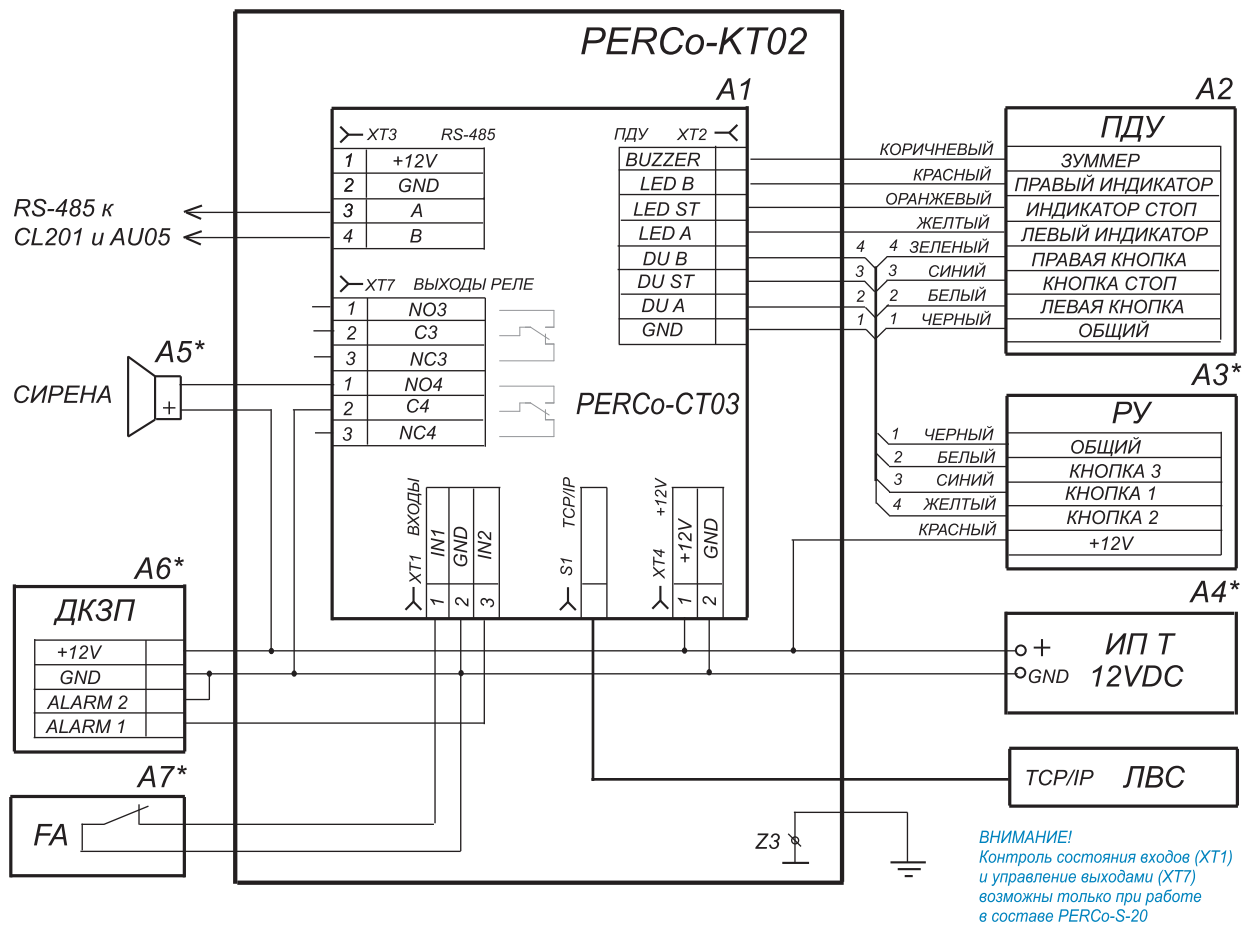 PERCo-KT02
A1
XT3 RS-485
1 +12V
2 GND
3 A
4 B
RS-485 к
CL201 и AU05
XT7 ВЫХОДЫ РЕЛЕ
1 NO3
2 C3
3 NC3
1 NO4
2 C4
3 NC4
A5*
СИРЕНА
+
ПДУ XT2
BUZZER
LED B
LED ST
LED A
DU B
DU ST
DU A
GND
PERCo-CT03
4
3
2
1
A2
ПДУ
КОРИЧНЕВЫЙ ЗУММЕР
КРАСНЫЙ ПРАВЫЙ ИНДИКАТОР
ОРАНЖЕВЫЙ ИНДИКАТОР СТОП
ЖЕЛТЫЙ ЛЕВЫЙ ИНДИКАТОР
4 ЗЕЛЕНЫЙ ПРАВАЯ КНОПКА
3 СИНИЙ КНОПКА СТОП
2 БЕЛЫЙ ЛЕВАЯ КНОПКА
1 ЧЕРНЫЙ ОБЩИЙ
A3*
РУ
1 ЧЕРНЫЙ ОБЩИЙ
2 БЕЛЫЙ КНОПКА 3
3 СИНИЙ КНОПКА 1
4 ЖЕЛТЫЙ КНОПКА 2
КРАСНЫЙ +12V
XT1 ВХОДЫ
1 IN1
2 GND
3 IN2
S1 TCP/IP
XT4 +12V
1 +12V
2 GND
A6*
ДКЗП
+12V
GND
ALARM 2
ALARM 1
A4*
+ ИП Т
GND 12VDC
A7*
FA
TCP/IP ЛВС
Z3
ВНИМАНИЕ!
Контроль состояния входов (XT1)
и управление выходами (XT7)
возможны только при работе
в составе PERCo-S-20